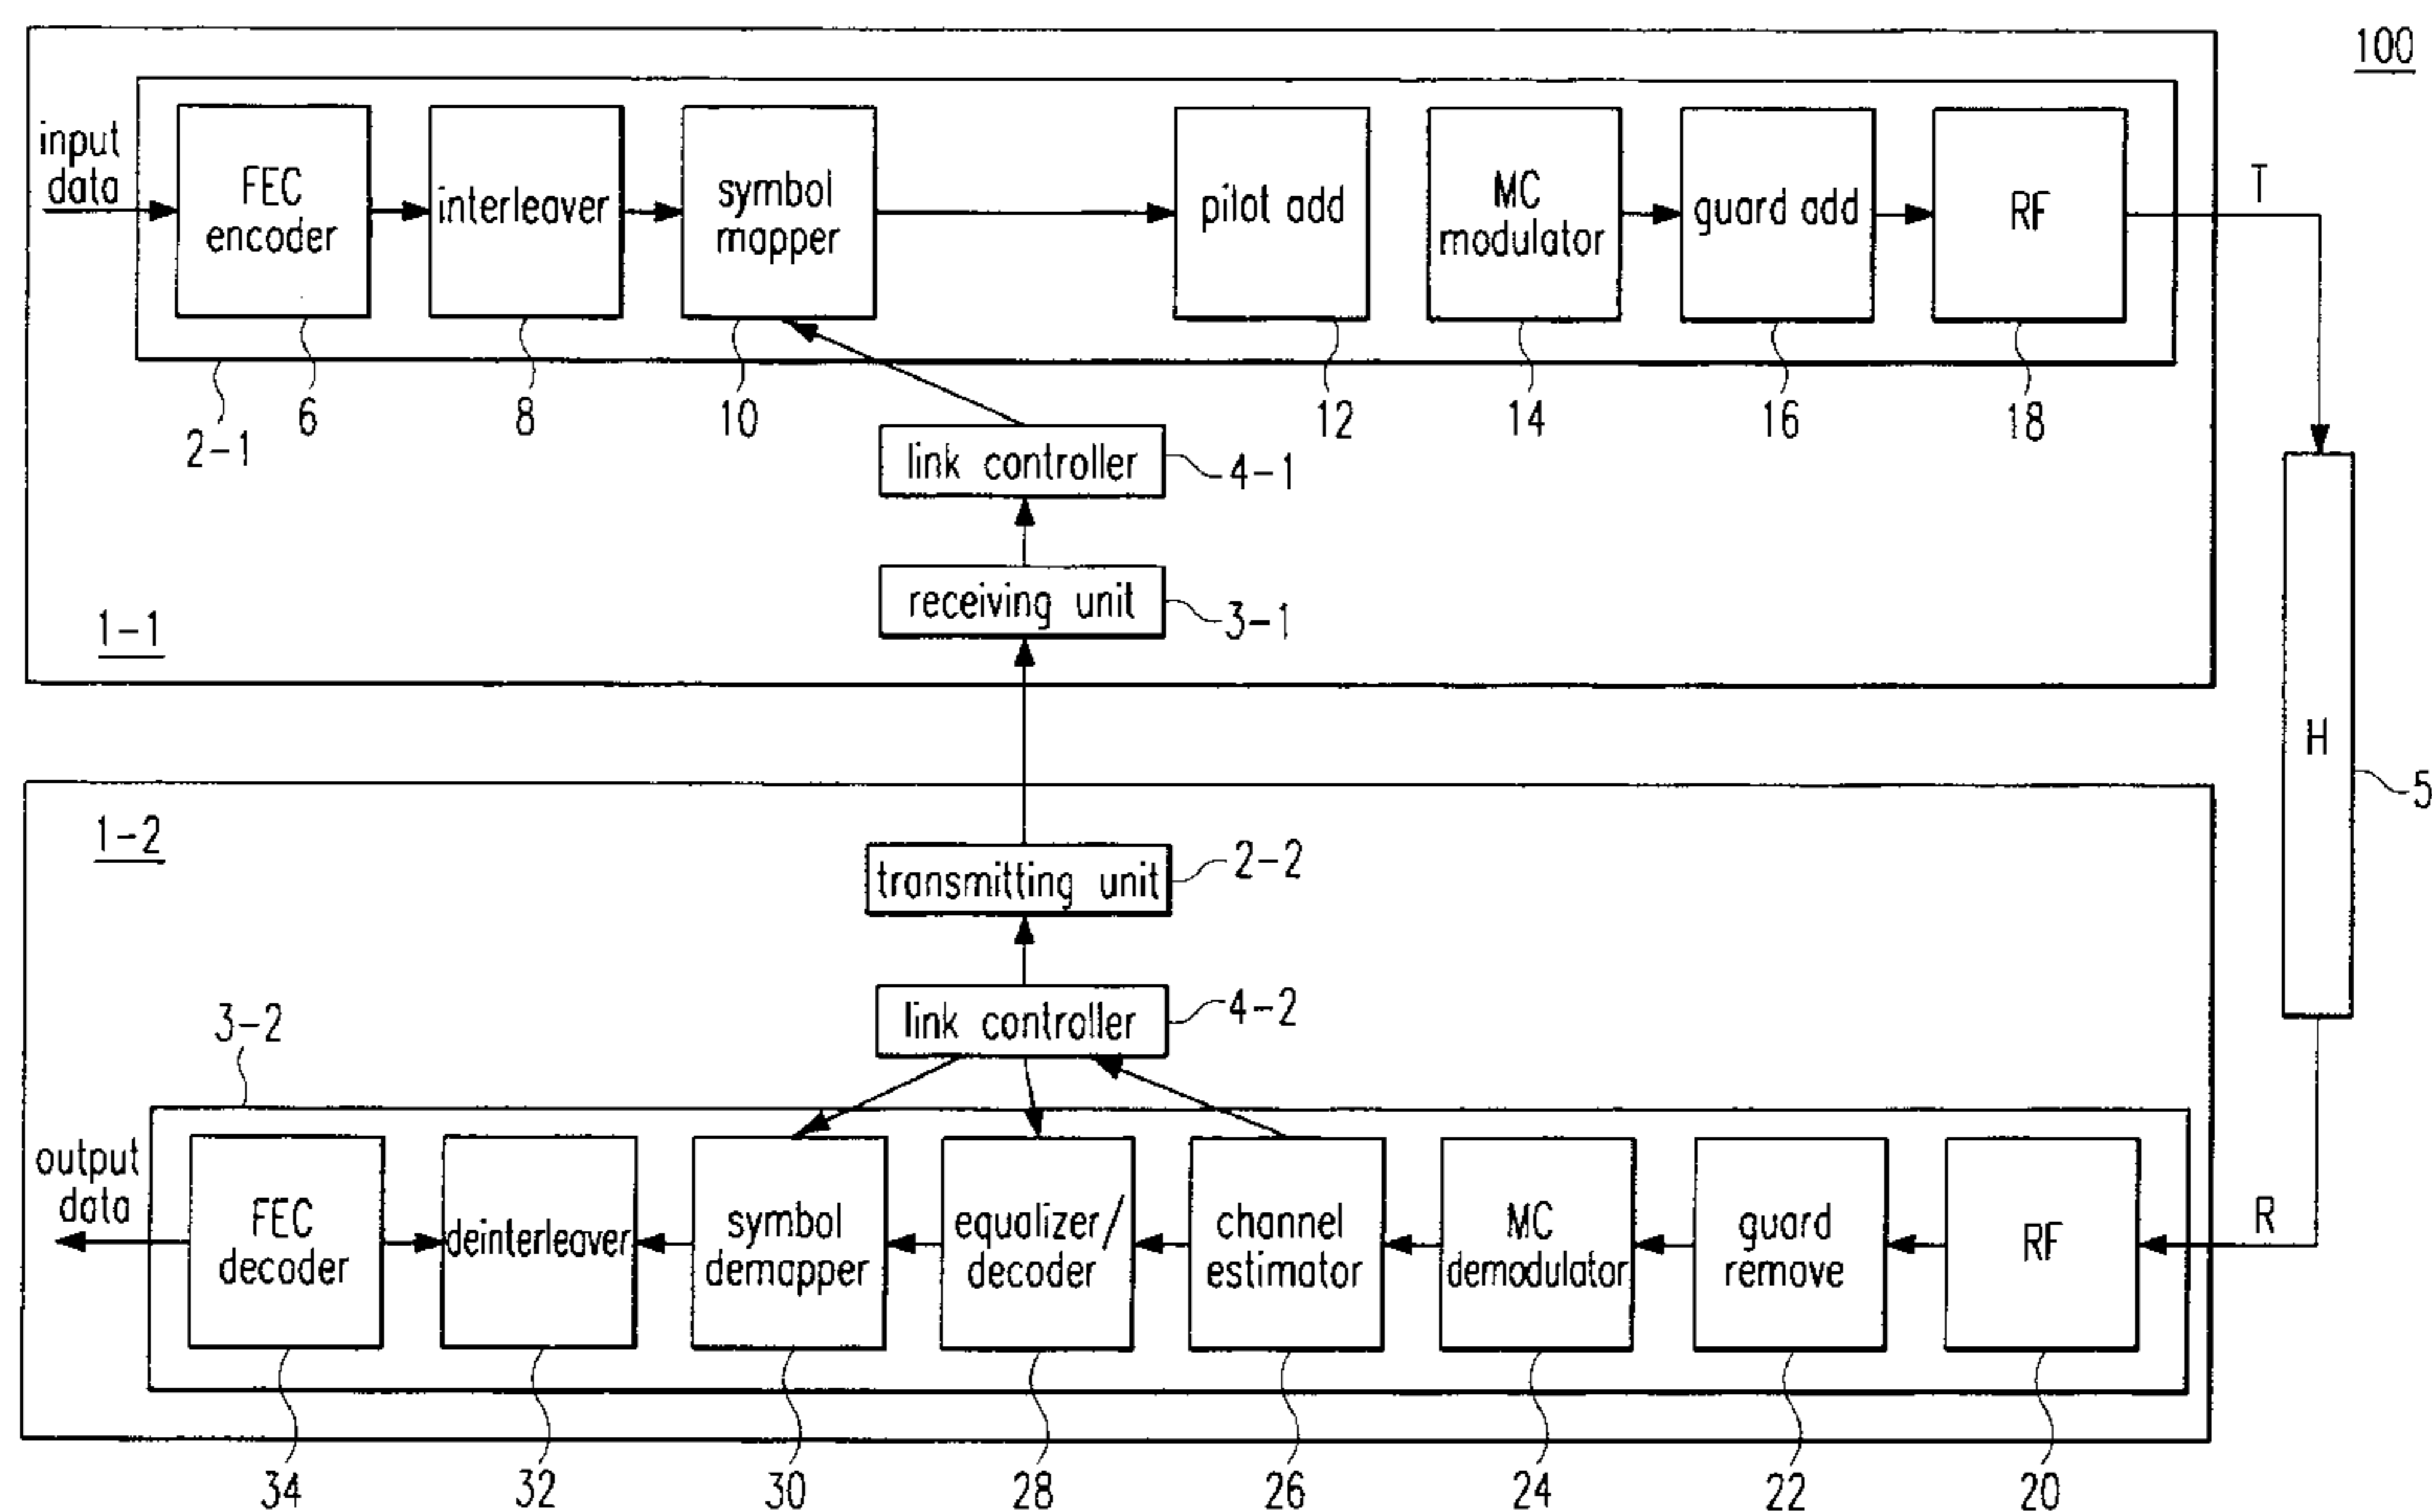 100
input
data
FEC
encoder
interleaver
symbol
mapper
pilot add
MC
modulator
guard add
RF
T
2-1
6
8
10
12
14
16
18
link controller
4-1
receiving unit
3-1
1-1
H
5
1-2
transmitting unit
2-2
link controller
4-2
3-2
output
data
FEC
decoder
deinterleaver
symbol
demapper
equalizer/
decoder
channel
estimator
MC
demodulator
guard
remove
RF
R
34
32
30
28
26
24
22
20